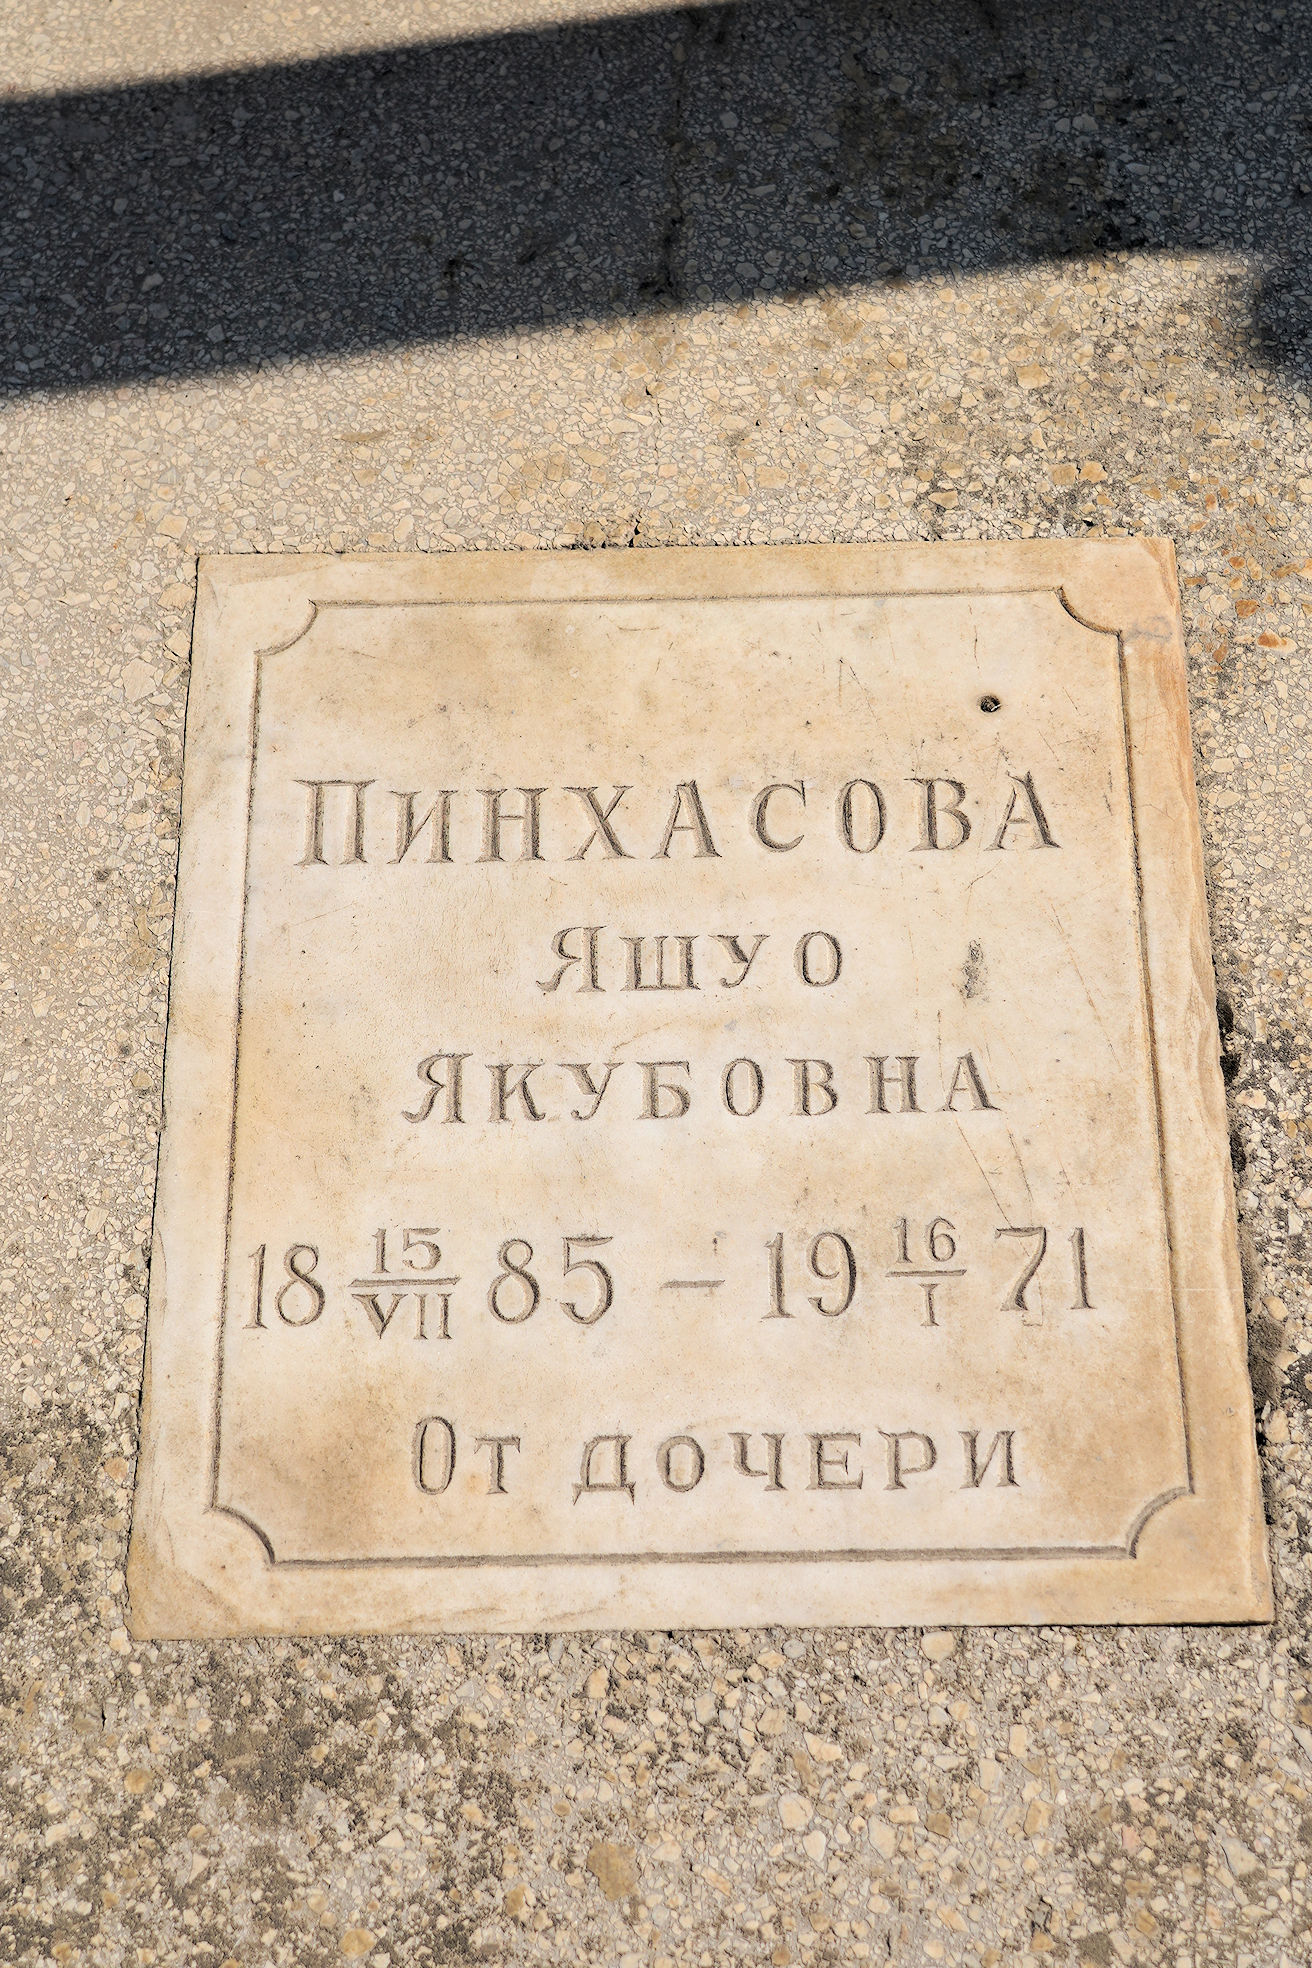 ПИНХАСОВА
ЯШУО
ЯКУБОВНА
18 15/VII 85 – 19 16/I 71
От ДОЧЕРИ